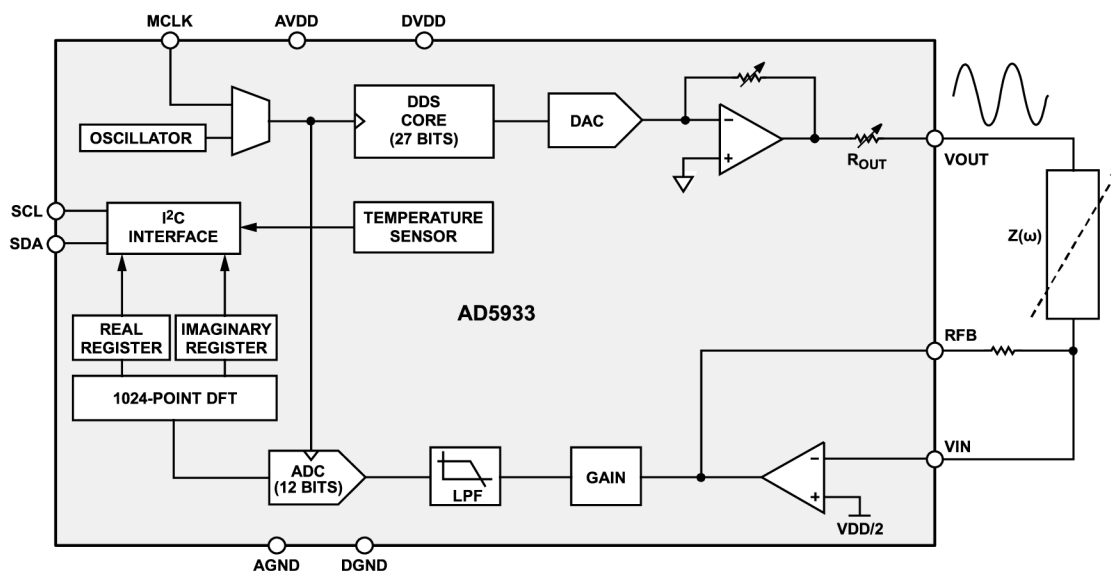 MCLK
AVDD
DVDD
OSCILLATOR
DDS
CORE
(27 BITS)
DAC
ROUT
VOUT
SCL
SDA
I2C
INTERFACE
TEMPERATURE
SENSOR
Z(ω)
AD5933
REAL
REGISTER
IMAGINARY
REGISTER
RFB
1024-POINT DFT
VIN
ADC
(12 BITS)
LPF
GAIN
VDD/2
AGND
DGND